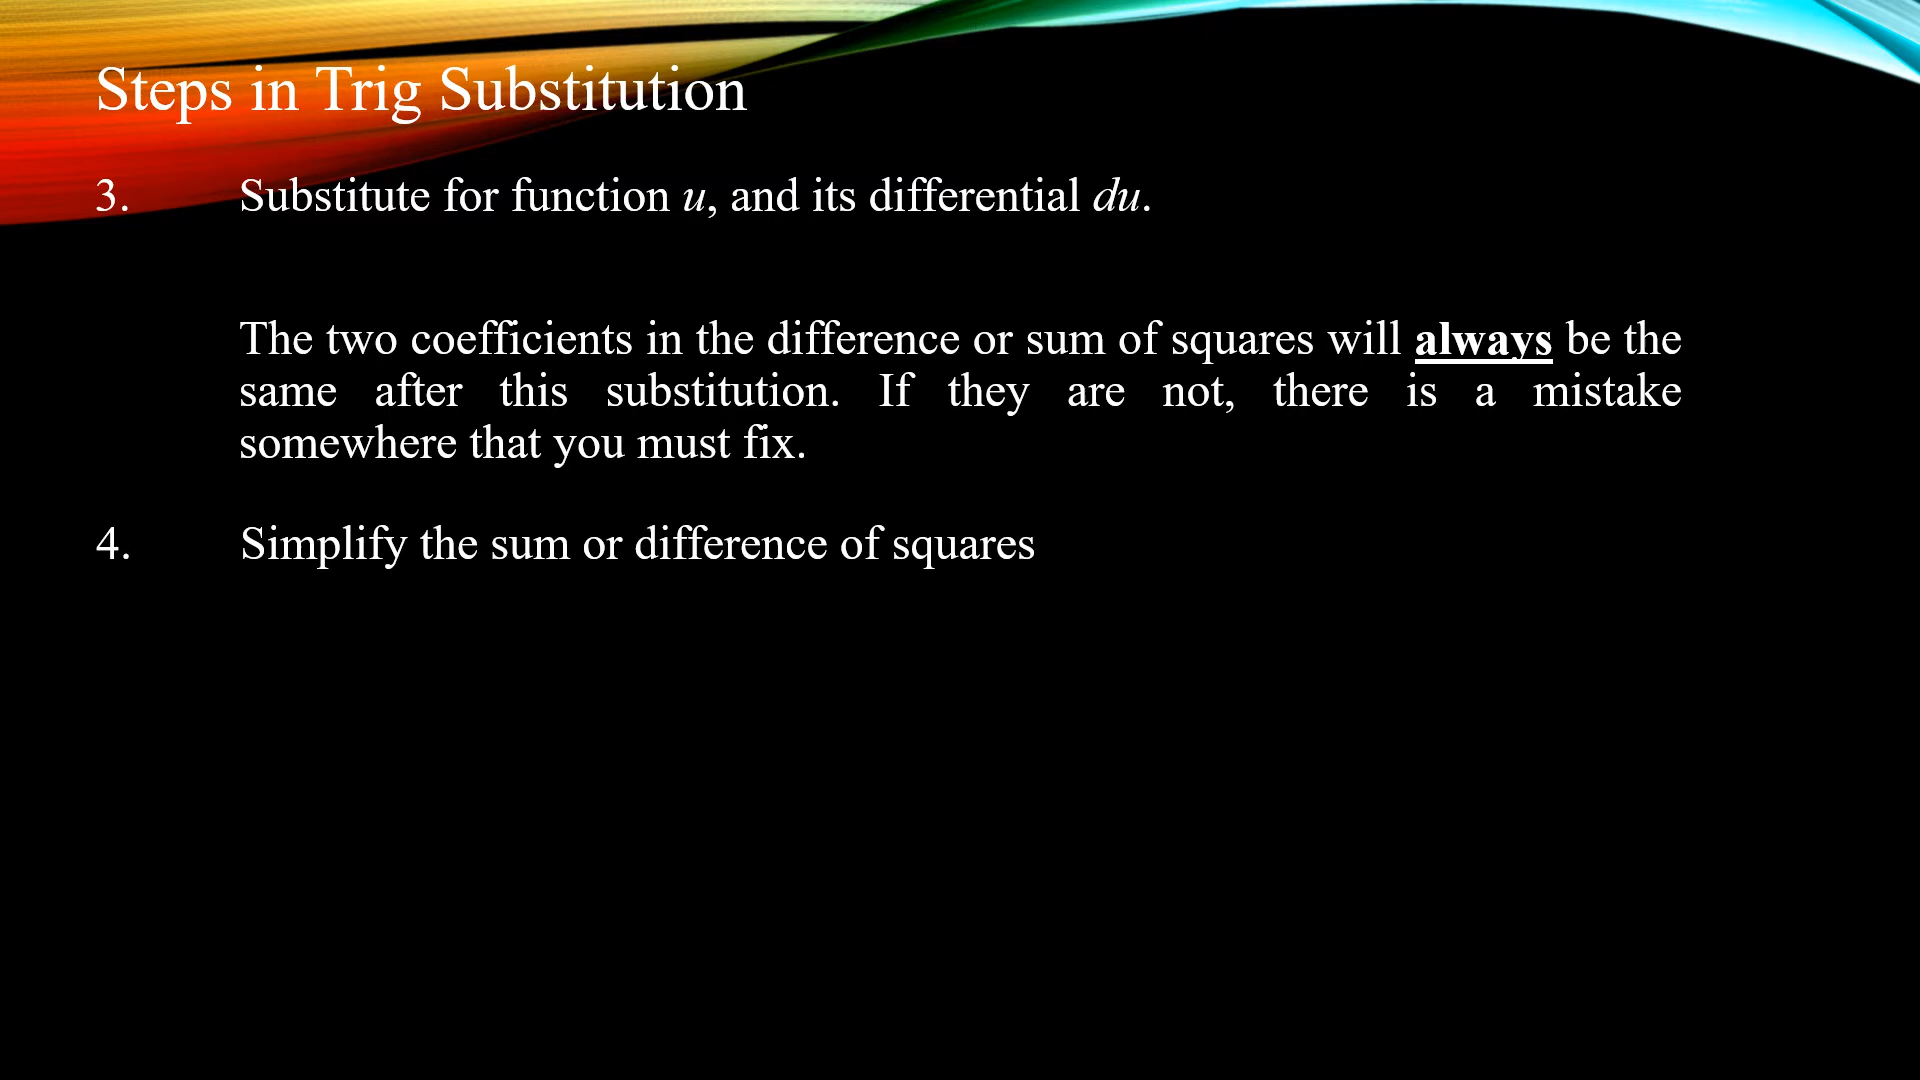 Steps in Trig Substitution
3. Substitute for function u, and its differential du.
The two coefficients in the difference or sum of squares will always be the
same after this substitution. If they are not, there is a mistake
somewhere that you must fix.
4. Simplify the sum or difference of squares